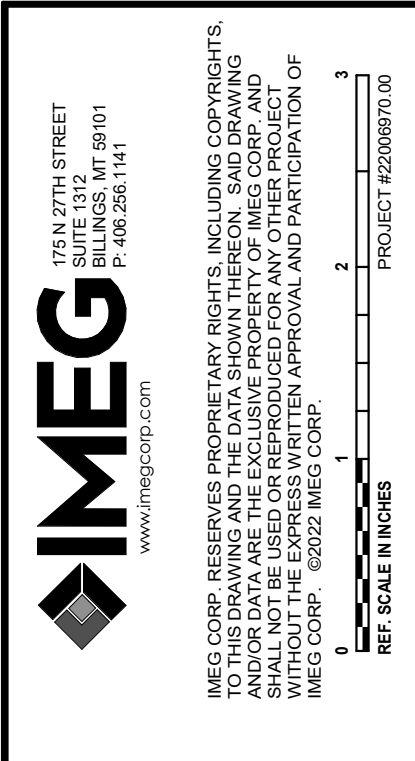 IMEG
175 N 27TH STREET
SUITE 1312
BILLINGS, MT 59101
P: 406.256.1141
www.imegcorp.com
IMEG CORP. RESERVES PROPRIETARY RIGHTS, INCLUDING COPYRIGHTS,
TO THIS DRAWING AND THE DATA SHOWN THEREON. SAID DRAWING
AND/OR DATA ARE THE EXCLUSIVE PROPERTY OF IMEG CORP. AND
SHALL NOT BE USED OR REPRODUCED FOR ANY OTHER PROJECT
WITHOUT THE EXPRESS WRITTEN APPROVAL AND PARTICIPATION OF
IMEG CORP. ©2022 IMEG CORP.
0 1 2 3
REF. SCALE IN INCHES PROJECT #22006970.00